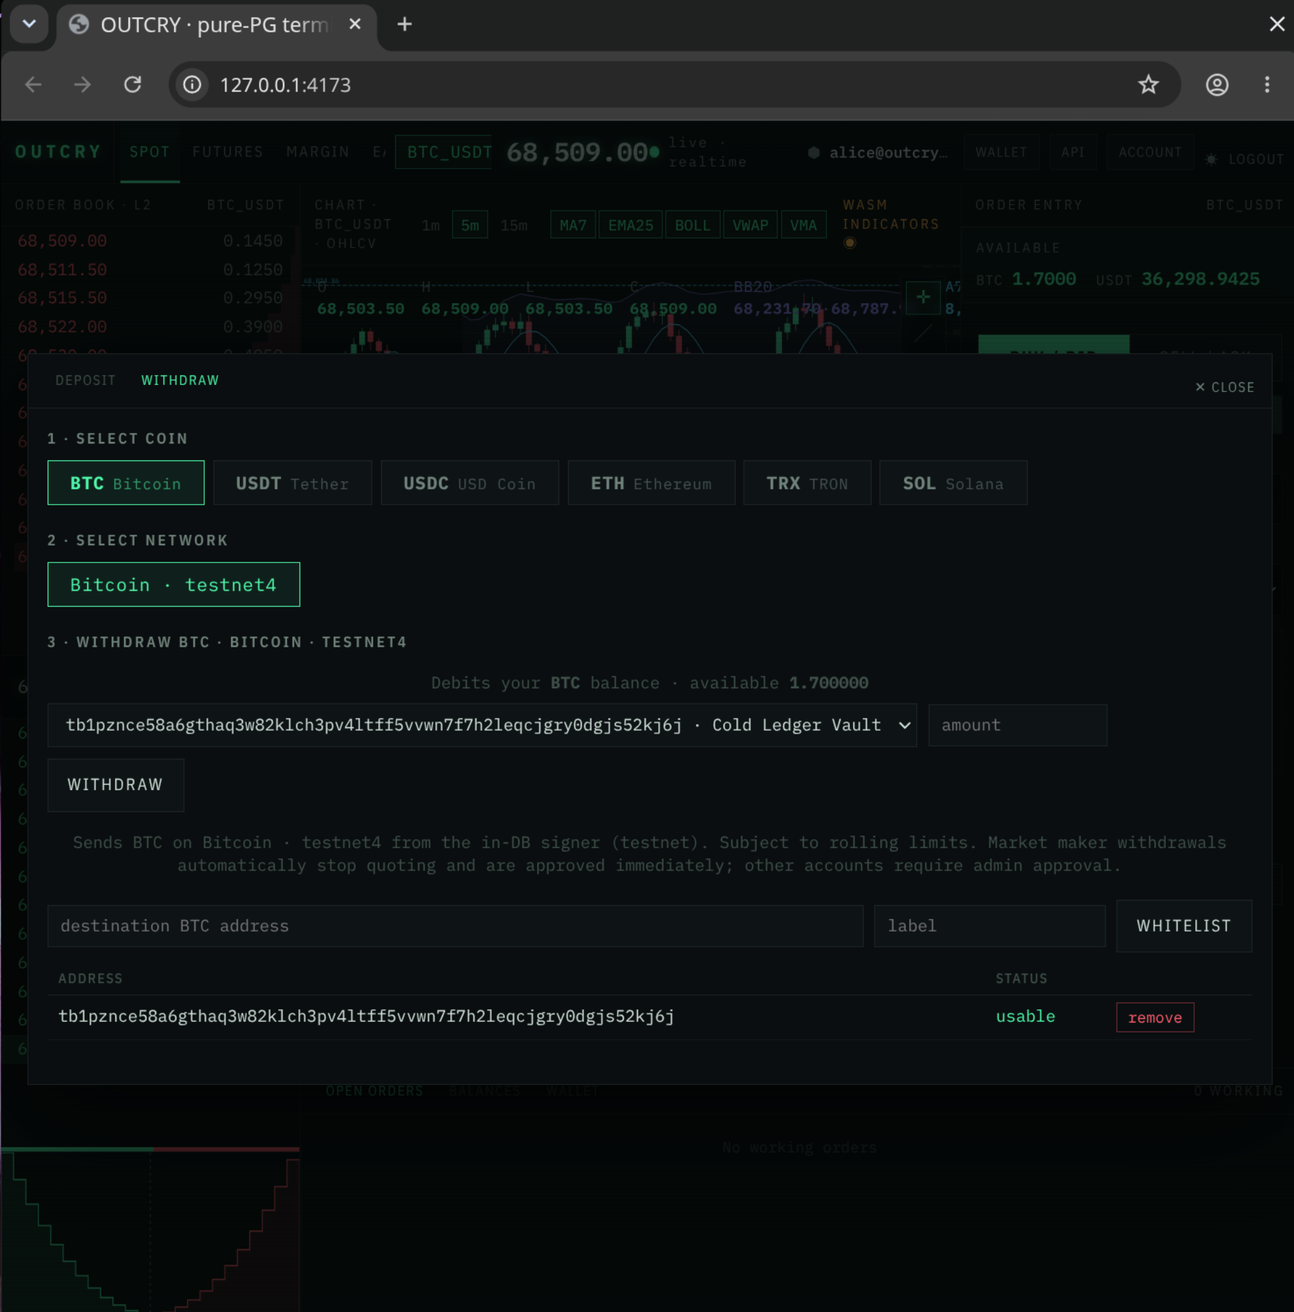 OUTCRY · pure-PG term
127.0.0.1:4173
OUTCRY SPOT FUTURES MARGIN BTC_USDT 68,509.00 live · realtime alice@outcry… WALLET API ACCOUNT LOGOUT
ORDER BOOK · L2 BTC_USDT
68,509.00 0.1450
68,511.50 0.1250
68,515.50 0.2950
68,522.00 0.3900
CHART · BTC_USDT · OHLCV
1m 5m 15m MA7 EMA25 BOLL VWAP VMA
WASM INDICATORS
O H L C BB20
68,503.50 68,509.00 68,503.50 68,509.00
ORDER ENTRY BTC_USDT
AVAILABLE
BTC 1.7000 USDT 36,298.9425
DEPOSIT WITHDRAW × CLOSE
1 · SELECT COIN
BTC Bitcoin USDT Tether USDC USD Coin ETH Ethereum TRX TRON SOL Solana
2 · SELECT NETWORK
Bitcoin · testnet4
3 · WITHDRAW BTC · BITCOIN · TESTNET4
Debits your BTC balance · available 1.700000
tb1pznce58a6gthaq3w82klch3pv4ltff5vvwn7f7h2leqcjgry0dgjs52kj6j · Cold Ledger Vault amount
WITHDRAW
Sends BTC on Bitcoin · testnet4 from the in-DB signer (testnet). Subject to rolling limits. Market maker withdrawals
automatically stop quoting and are approved immediately; other accounts require admin approval.
destination BTC address label WHITELIST
ADDRESS STATUS
tb1pznce58a6gthaq3w82klch3pv4ltff5vvwn7f7h2leqcjgry0dgjs52kj6j usable remove
OPEN ORDERS BALANCES WALLET 0 WORKING
No working orders